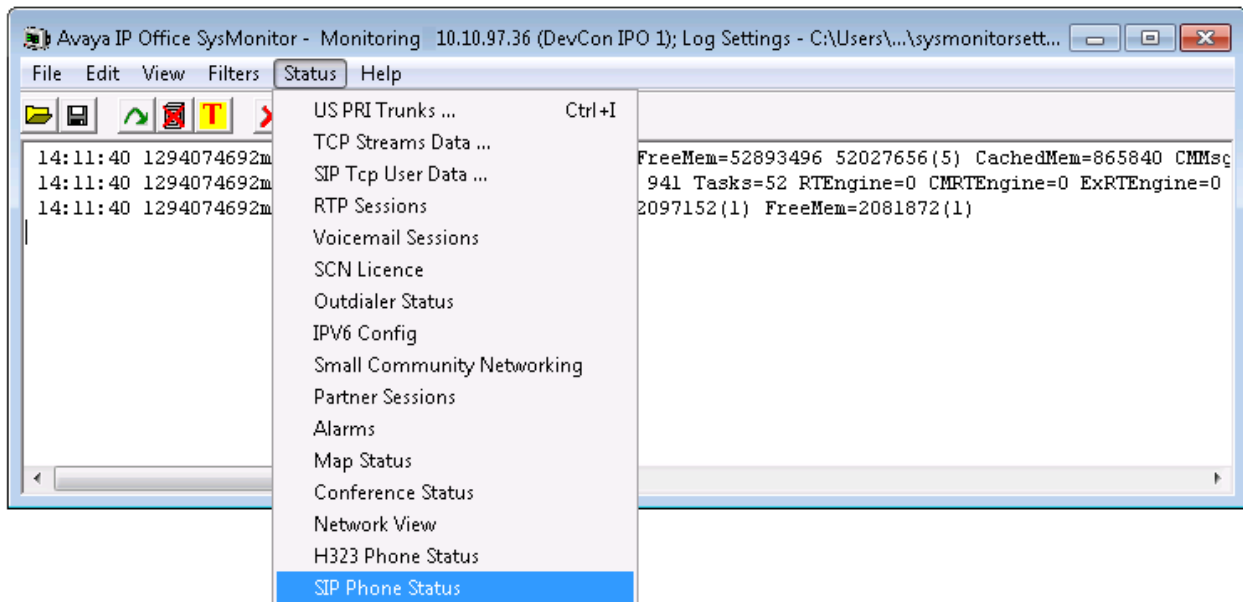 Avaya IP Office SysMonitor - Monitoring 10.10.97.36 (DevCon IPO 1); Log Settings - C:\Users\...\sysmonitorsett...
File Edit View Filters Status Help
T
US PRI Trunks ... Ctrl+I
TCP Streams Data ...
SIP Tcp User Data ...
RTP Sessions
Voicemail Sessions
SCN Licence
Outdialer Status
IPV6 Config
Small Community Networking
Partner Sessions
Alarms
Map Status
Conference Status
Network View
H323 Phone Status
SIP Phone Status
14:11:40 1294074692m FreeMem=52893496 52027656(5) CachedMem=865840 CMMsg
14:11:40 1294074692m 941 Tasks=52 RTEngine=0 CMRTEngine=0 ExRTEngine=0
14:11:40 1294074692m 2097152(1) FreeMem=2081872(1)